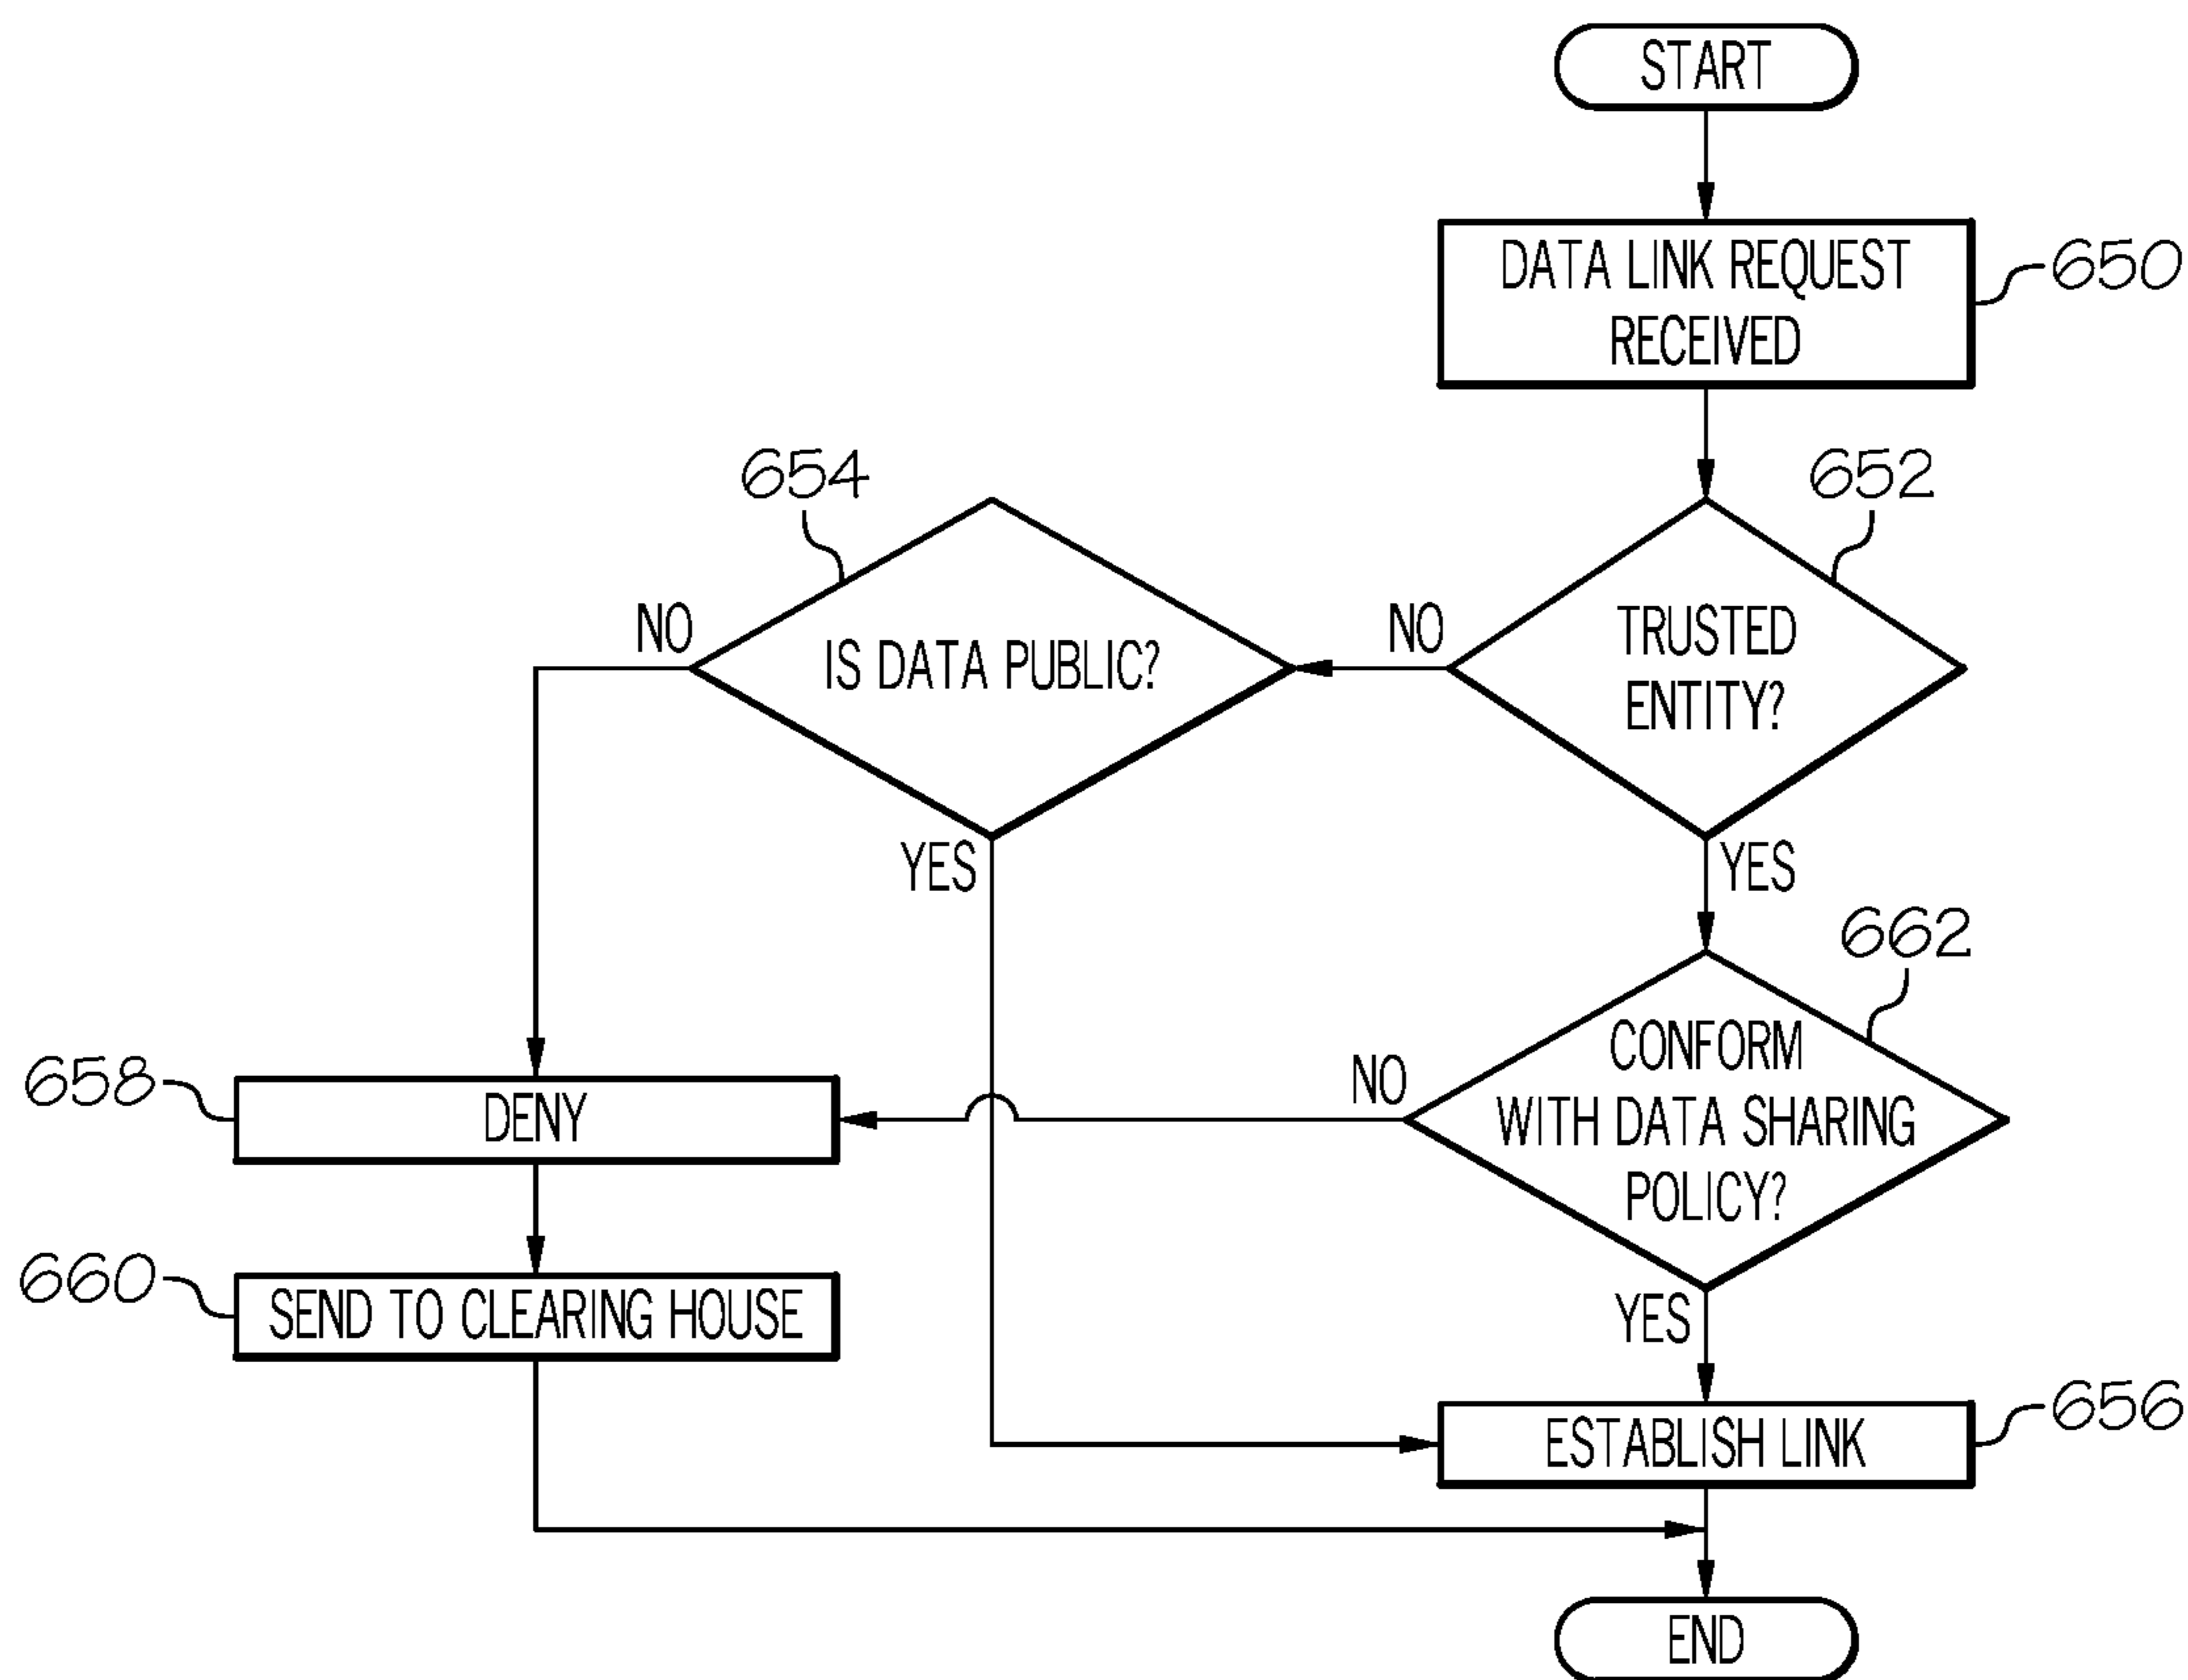 START
DATA LINK REQUEST
RECEIVED
650
652
654
TRUSTED
ENTITY?
NO
IS DATA PUBLIC?
NO
YES
YES
662
CONFORM
WITH DATA SHARING
POLICY?
NO
658
DENY
660
SEND TO CLEARING HOUSE
YES
656
ESTABLISH LINK
END